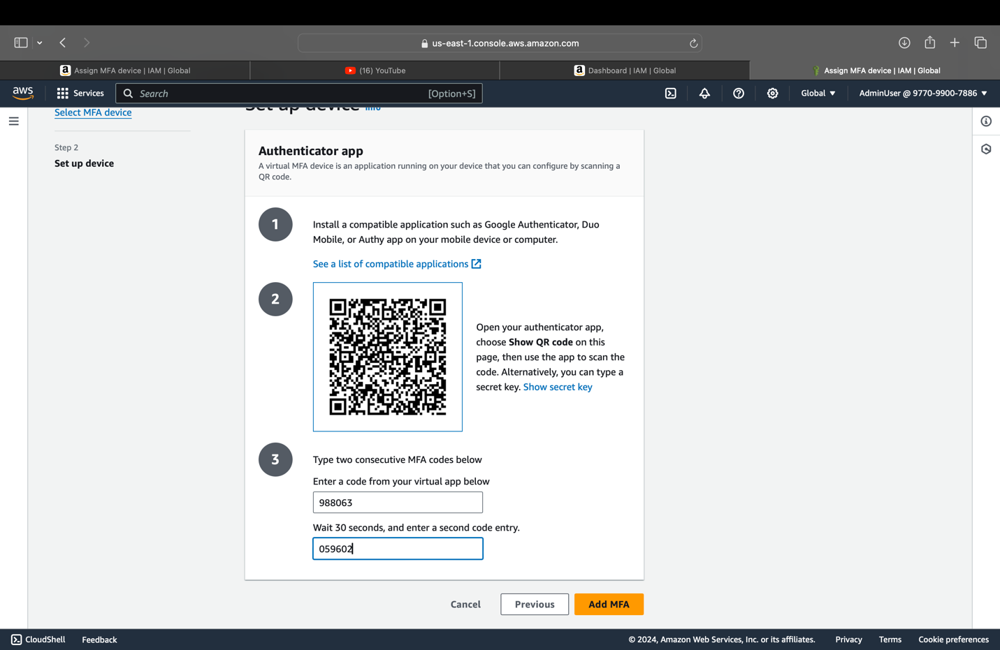 us-east-1.console.aws.amazon.com
Assign MFA device | IAM | Global
(16) YouTube
Dashboard | IAM | Global
Assign MFA device | IAM | Global
aws
Services
Search
[Option+S]
Global
AdminUser @ 9770-9900-7886
Select MFA device
Set up device Info
Step 2
Set up device
Authenticator app
A virtual MFA device is an application running on your device that you can configure by scanning a
QR code.
1
Install a compatible application such as Google Authenticator, Duo
Mobile, or Authy app on your mobile device or computer.
See a list of compatible applications
2
Open your authenticator app,
choose Show QR code on this
page, then use the app to scan the
code. Alternatively, you can type a
secret key. Show secret key
3
Type two consecutive MFA codes below
Enter a code from your virtual app below
988063
Wait 30 seconds, and enter a second code entry.
059602
Cancel
Previous
Add MFA
CloudShell
Feedback
© 2024, Amazon Web Services, Inc. or its affiliates.
Privacy
Terms
Cookie preferences